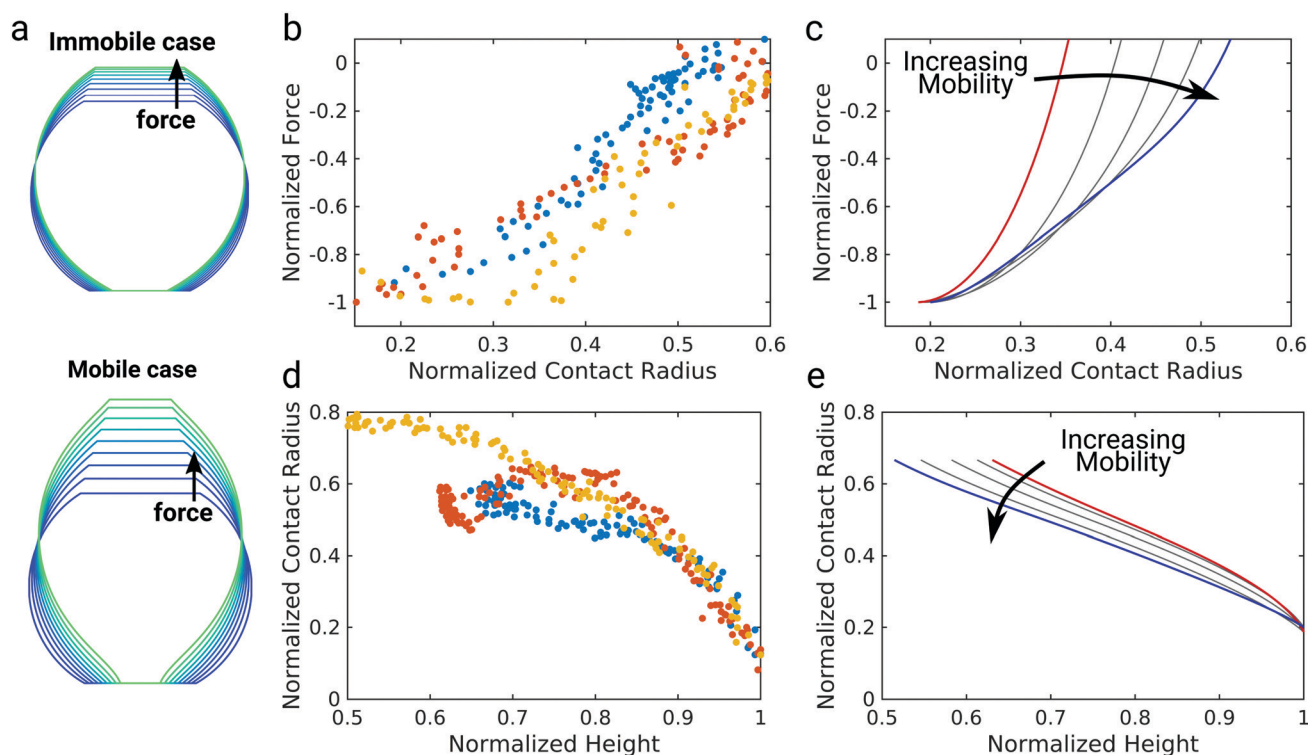 a
Immobile case
force
Mobile case
force
b
Normalized Force
0
-0.2
-0.4
-0.6
-0.8
-1
0.2 0.3 0.4 0.5 0.6
Normalized Contact Radius
c
Normalized Force
0
-0.2
-0.4
-0.6
-0.8
-1
Increasing
Mobility
0.2 0.3 0.4 0.5 0.6
Normalized Contact Radius
d
Normalized Contact Radius
0.8
0.6
0.4
0.2
0
0.5 0.6 0.7 0.8 0.9 1
Normalized Height
e
Normalized Contact Radius
0.8
0.6
0.4
0.2
0
Increasing
Mobility
0.5 0.6 0.7 0.8 0.9 1
Normalized Height